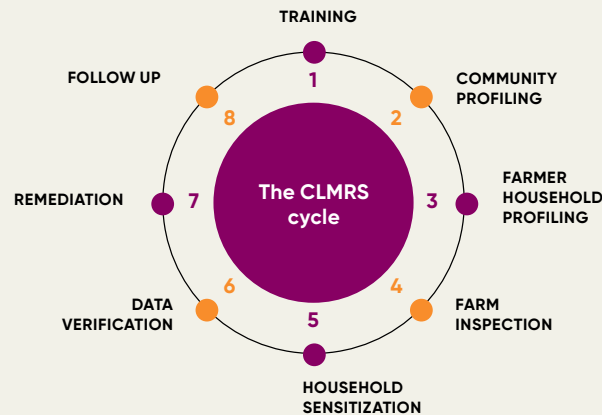 TRAINING
1
COMMUNITY
PROFILING
2
FARMER
HOUSEHOLD
PROFILING
3
FARM
INSPECTION
4
HOUSEHOLD
SENSITIZATION
5
DATA
VERIFICATION
6
REMEDIATION
7
FOLLOW UP
8
The CLMRS
cycle